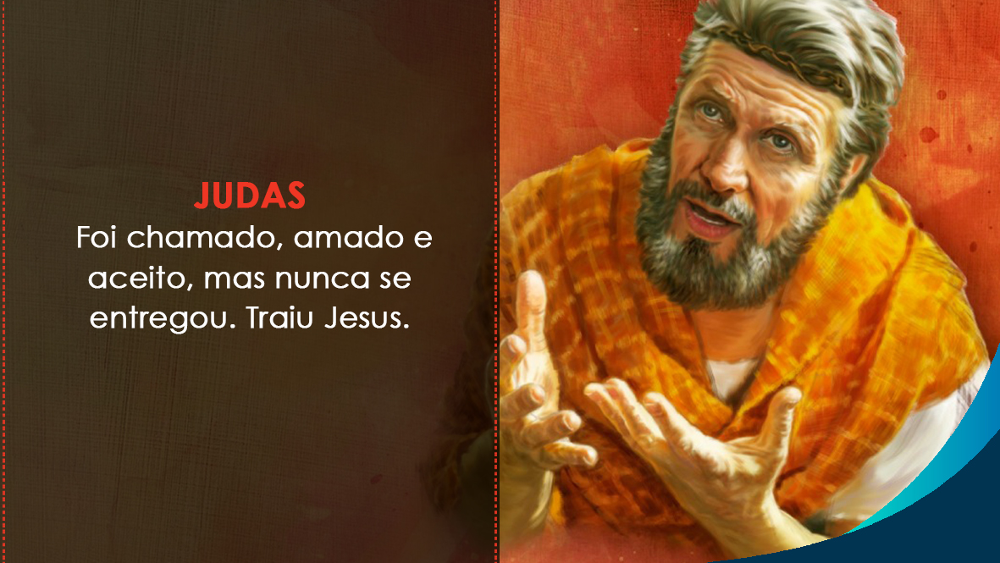 JUDAS
Foi chamado, amado e
aceito, mas nunca se
entregou. Traiu Jesus.